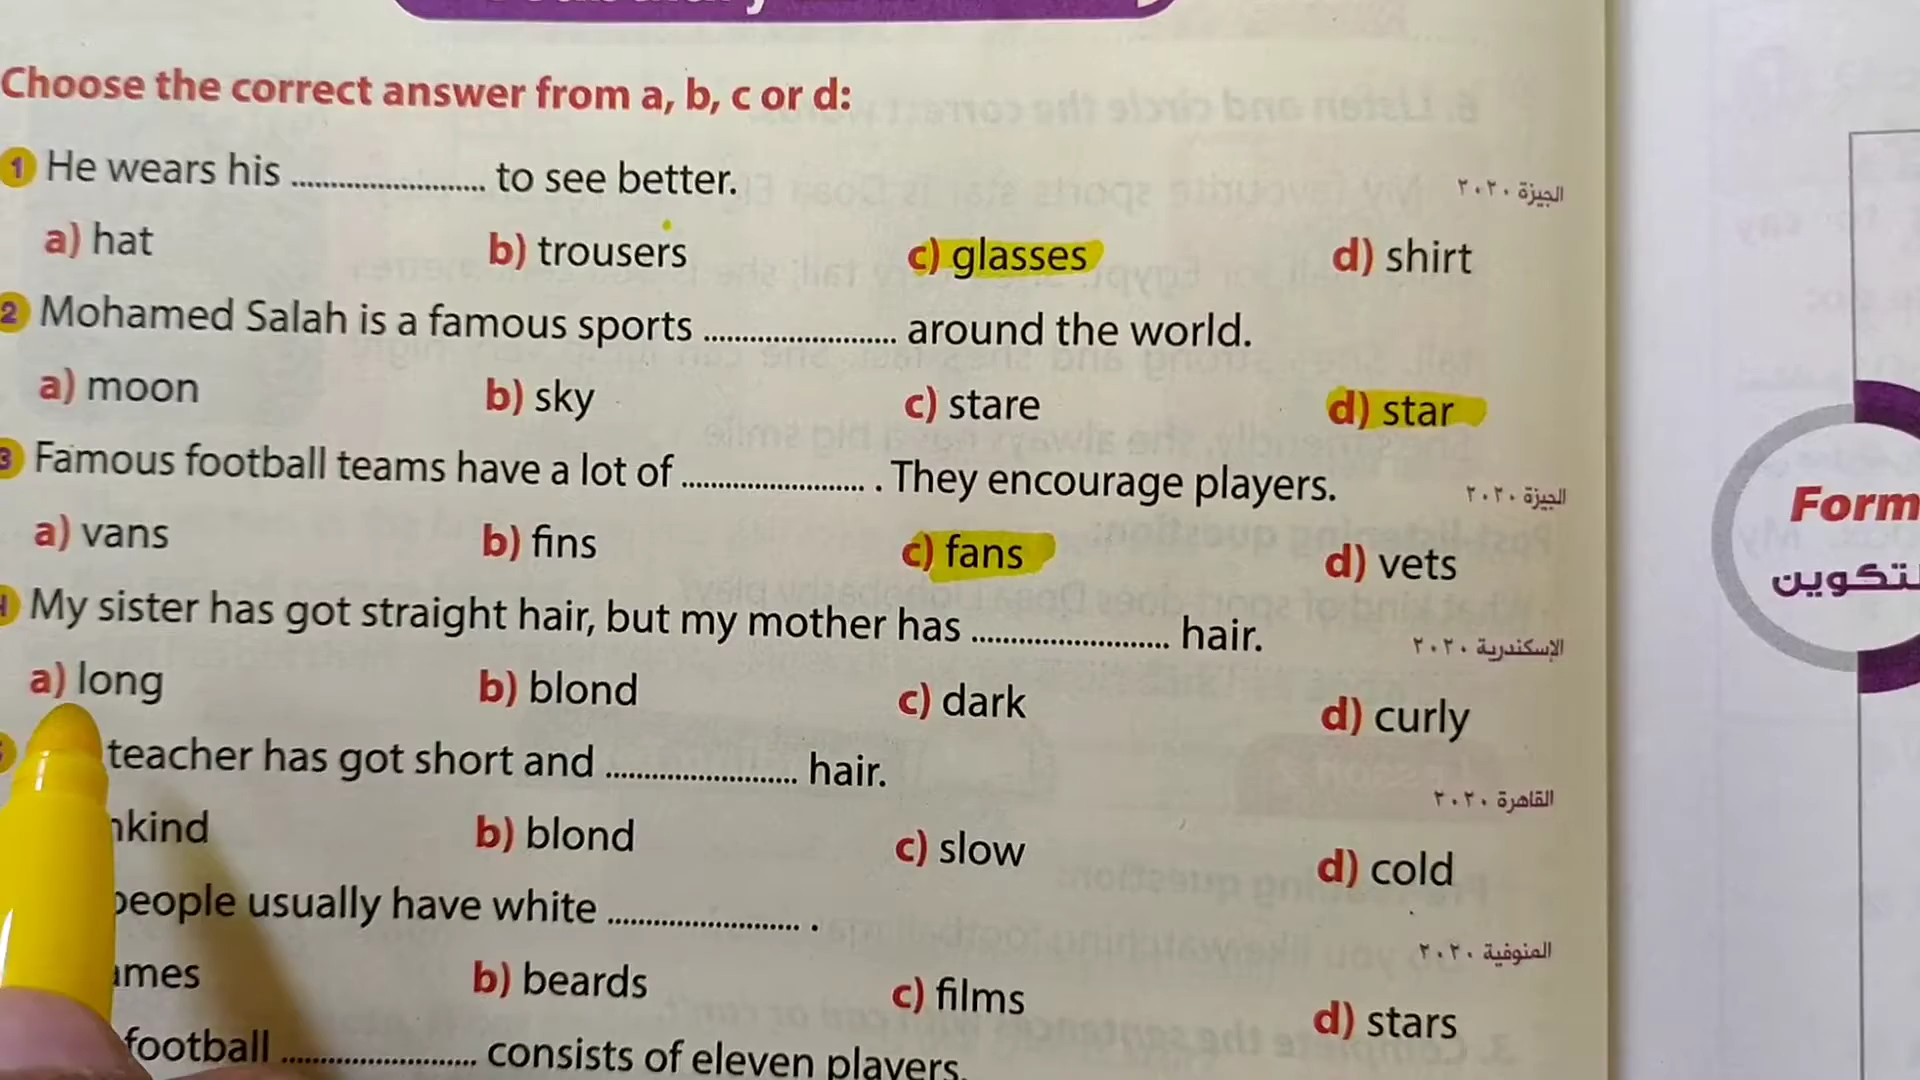 Choose the correct answer from a, b, c or d:
1 He wears his ........................ to see better. الجيزة ٢٠٢٠
a) hat b) trousers c) glasses d) shirt
2 Mohamed Salah is a famous sports ........................ around the world.
a) moon b) sky c) stare d) star
3 Famous football teams have a lot of ........................ . They encourage players. الجيزة ٢٠٢٠
a) vans b) fins c) fans d) vets
4 My sister has got straight hair, but my mother has ........................ hair. الإسكندرية ٢٠٢٠
a) long b) blond c) dark d) curly
teacher has got short and ........................ hair. القاهرة ٢٠٢٠
b) blond c) slow d) cold
people usually have white ........................ . المنوفية ٢٠٢٠
b) beards c) films d) stars
football ........................ consists of eleven players.
Form